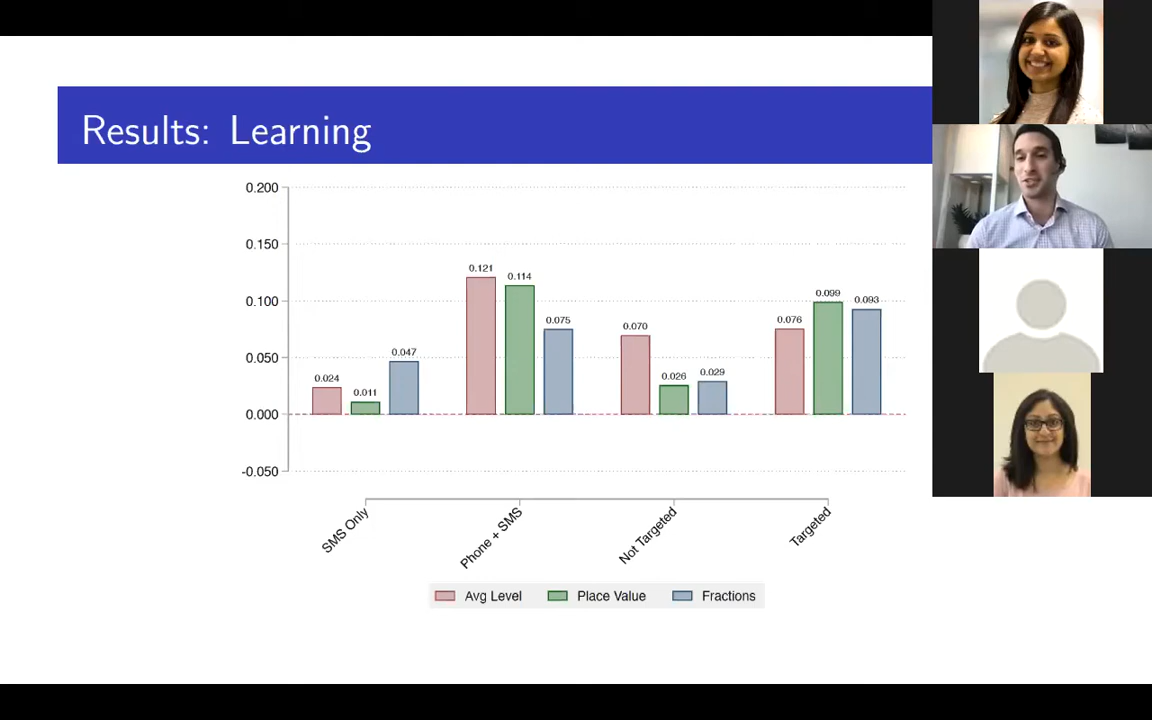 Results: Learning
0.200
0.150
0.100
0.050
0.000
-0.050
0.024
0.011
0.047
0.121
0.114
0.075
0.070
0.026
0.029
0.076
0.099
0.093
SMS Only
Phone + SMS
Not Targeted
Targeted
Avg Level
Place Value
Fractions